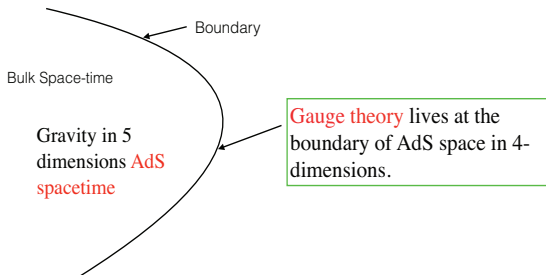 Boundary
Bulk Space-time
Gravity in 5
dimensions AdS
spacetime
Gauge theory lives at the
boundary of AdS space in 4-
dimensions.